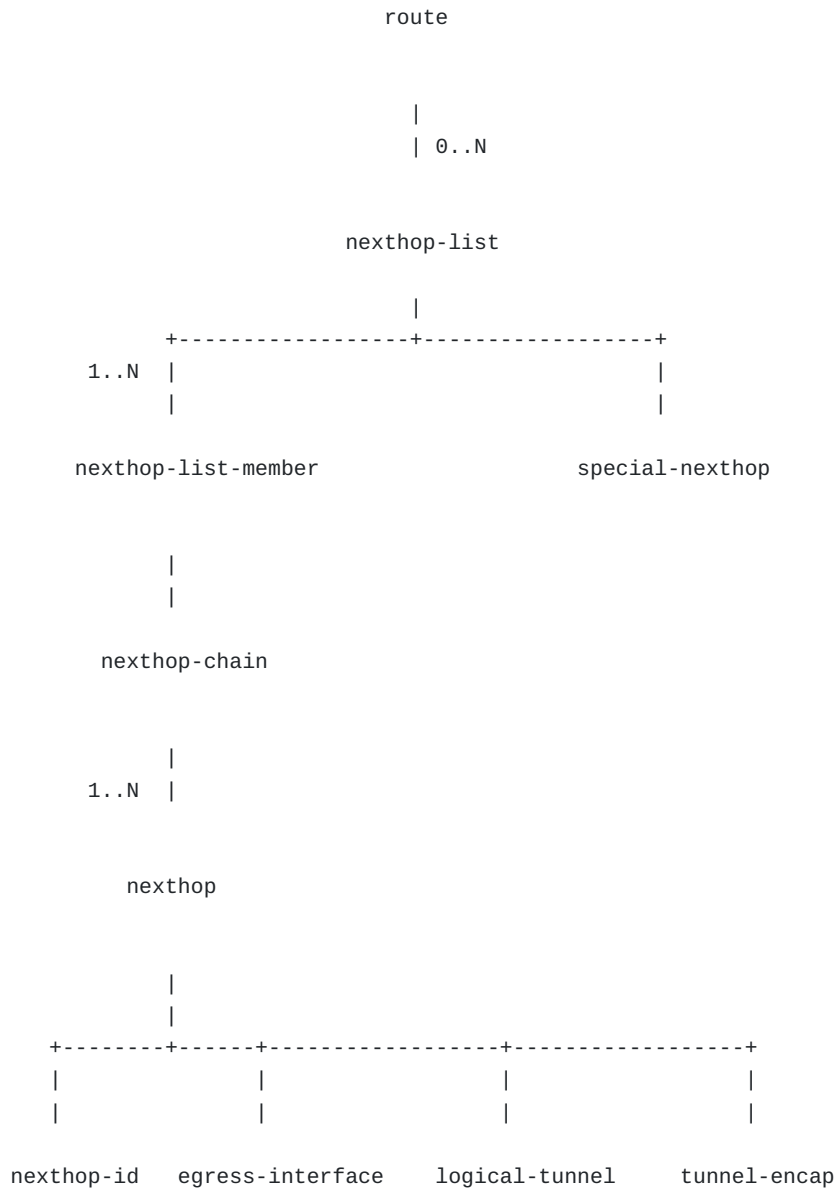 route
|
| 0..N
nexthop-list
|
+------------------+------------------+
1..N | |
| |
nexthop-list-member special-nexthop
|
|
nexthop-chain
|
1..N |
nexthop
|
|
+--------+------+------------------+------------------+
| | | |
| | | |
nexthop-id egress-interface logical-tunnel tunnel-encap